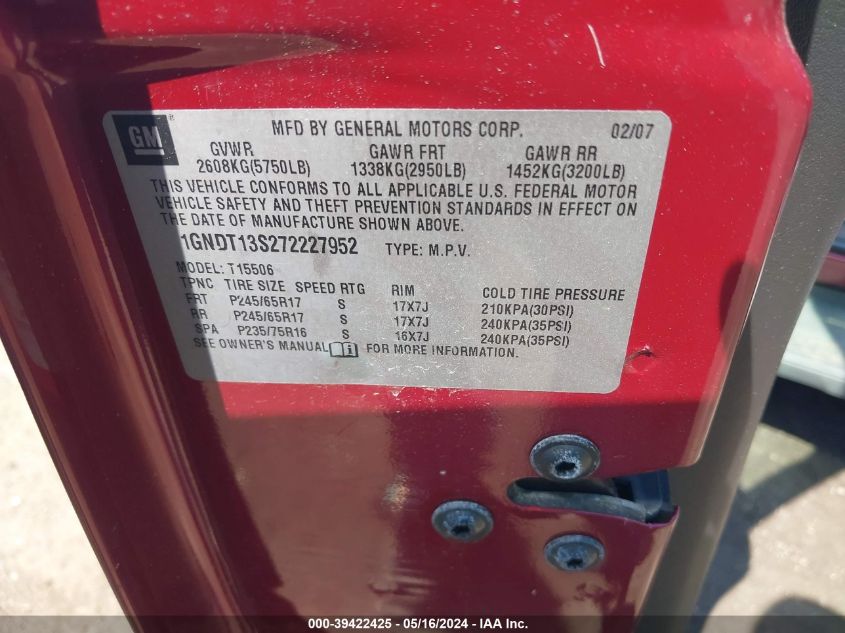 GM ®
MFD BY GENERAL MOTORS CORP. 02/07
GVWR GAWR FRT GAWR RR
2608KG(5750LB) 1338KG(2950LB) 1452KG(3200LB)
THIS VEHICLE CONFORMS TO ALL APPLICABLE U.S. FEDERAL MOTOR
VEHICLE SAFETY AND THEFT PREVENTION STANDARDS IN EFFECT ON
THE DATE OF MANUFACTURE SHOWN ABOVE.
1GNDT13S272227952 TYPE: M.P.V.
MODEL: T15506
TPNC TIRE SIZE SPEED RTG RIM COLD TIRE PRESSURE
FRT P245/65R17 S 17X7J 210KPA(30PSI)
RR P245/65R17 S 17X7J 240KPA(35PSI)
SPA P235/75R16 S 16X7J 240KPA(35PSI)
SEE OWNER'S MANUAL FOR MORE INFORMATION.
000-39422425 - 05/16/2024 - IAA Inc.